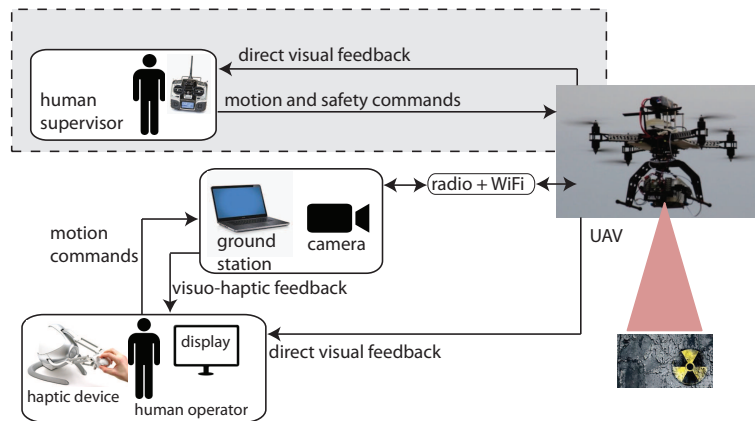 direct visual feedback
human
supervisor
motion and safety commands
radio + WiFi
ground
station
camera
motion
commands
UAV
visuo-haptic feedback
display
direct visual feedback
haptic device
human operator